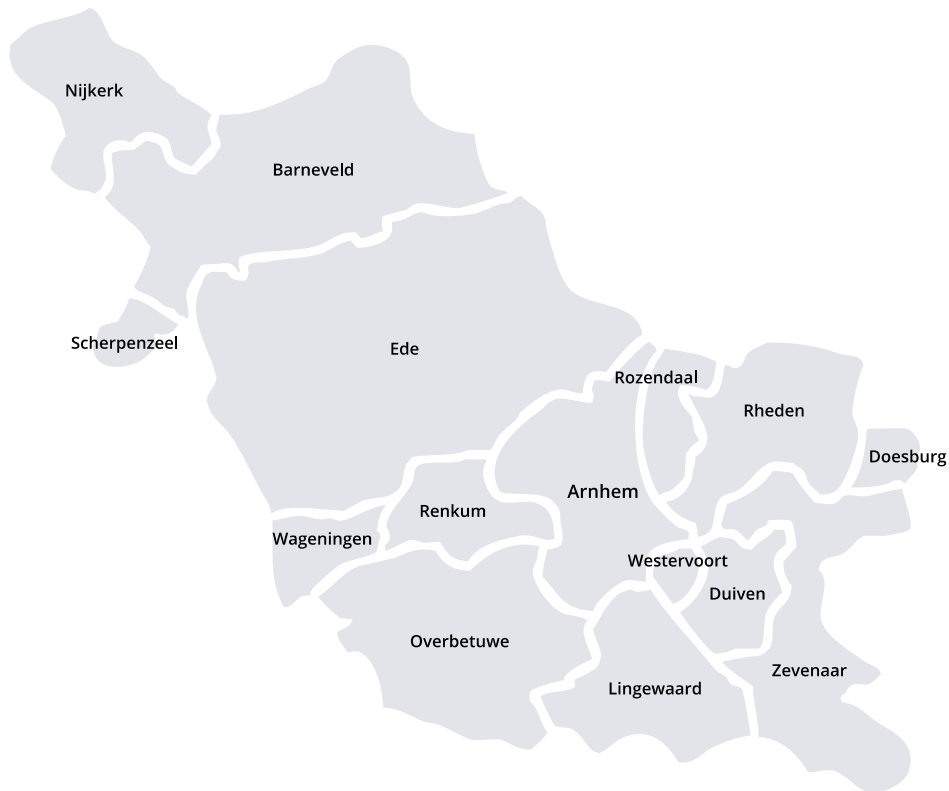 Nijkerk
Barneveld
Scherpenzeel
Ede
Rozendaal
Rheden
Doesburg
Arnhem
Renkum
Wageningen
Westervoort
Duiven
Overbetuwe
Zevenaar
Lingewaard